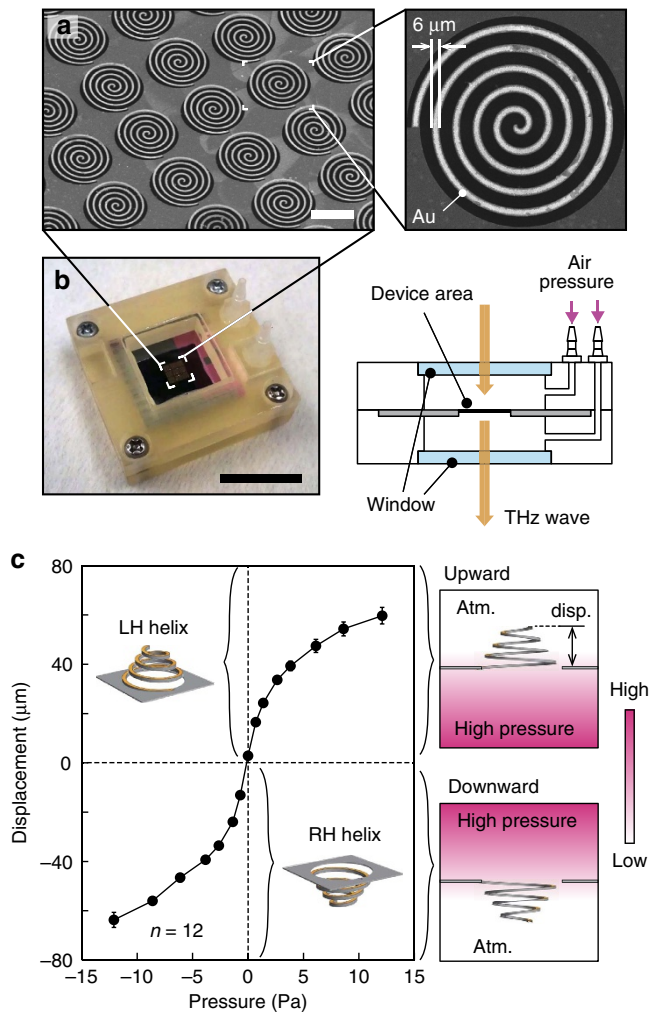 a
6 μm
Au
b
Device area
Air
pressure
Window
THz wave
c
80
40
0
−40
−80
−15
−10
−5
0
5
10
15
Displacement (μm)
Pressure (Pa)
LH helix
RH helix
n = 12
Upward
Atm.
disp.
High pressure
Downward
High pressure
Atm.
High
Low